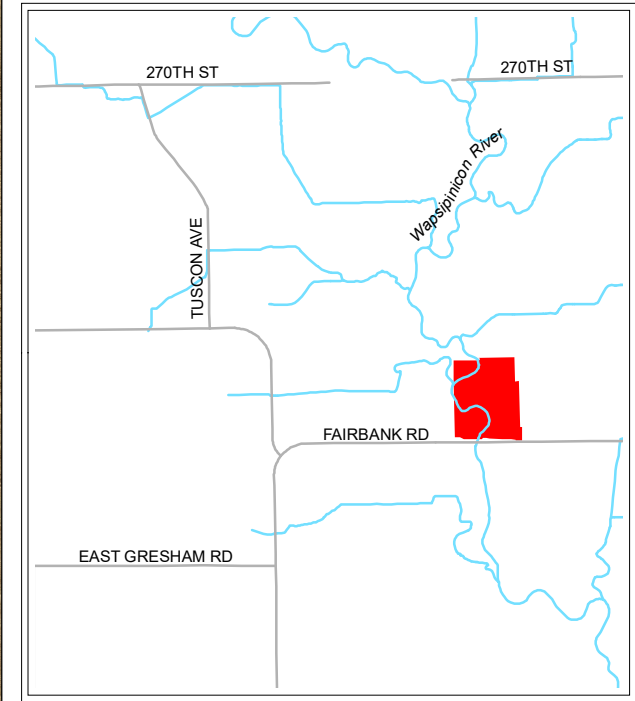 270TH ST
270TH ST
Wapsipinicon River
TUSCON AVE
FAIRBANK RD
EAST GRESHAM RD